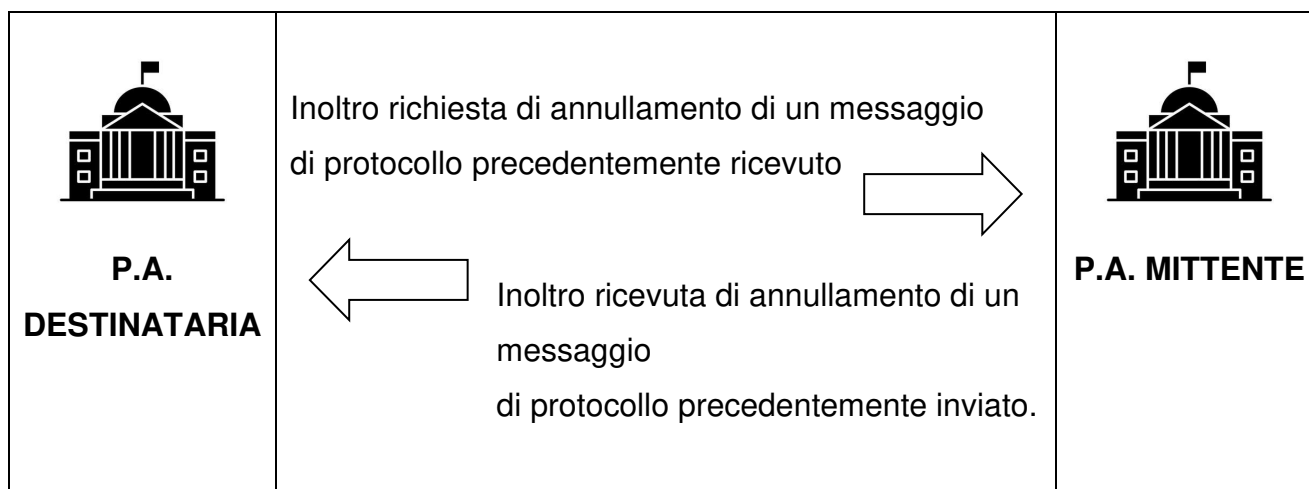 P.A.
DESTINATARIA
Inoltro richiesta di annullamento di un messaggio
di protocollo precedentemente ricevuto
Inoltro ricevuta di annullamento di un
messaggio
di protocollo precedentemente inviato.
P.A. MITTENTE